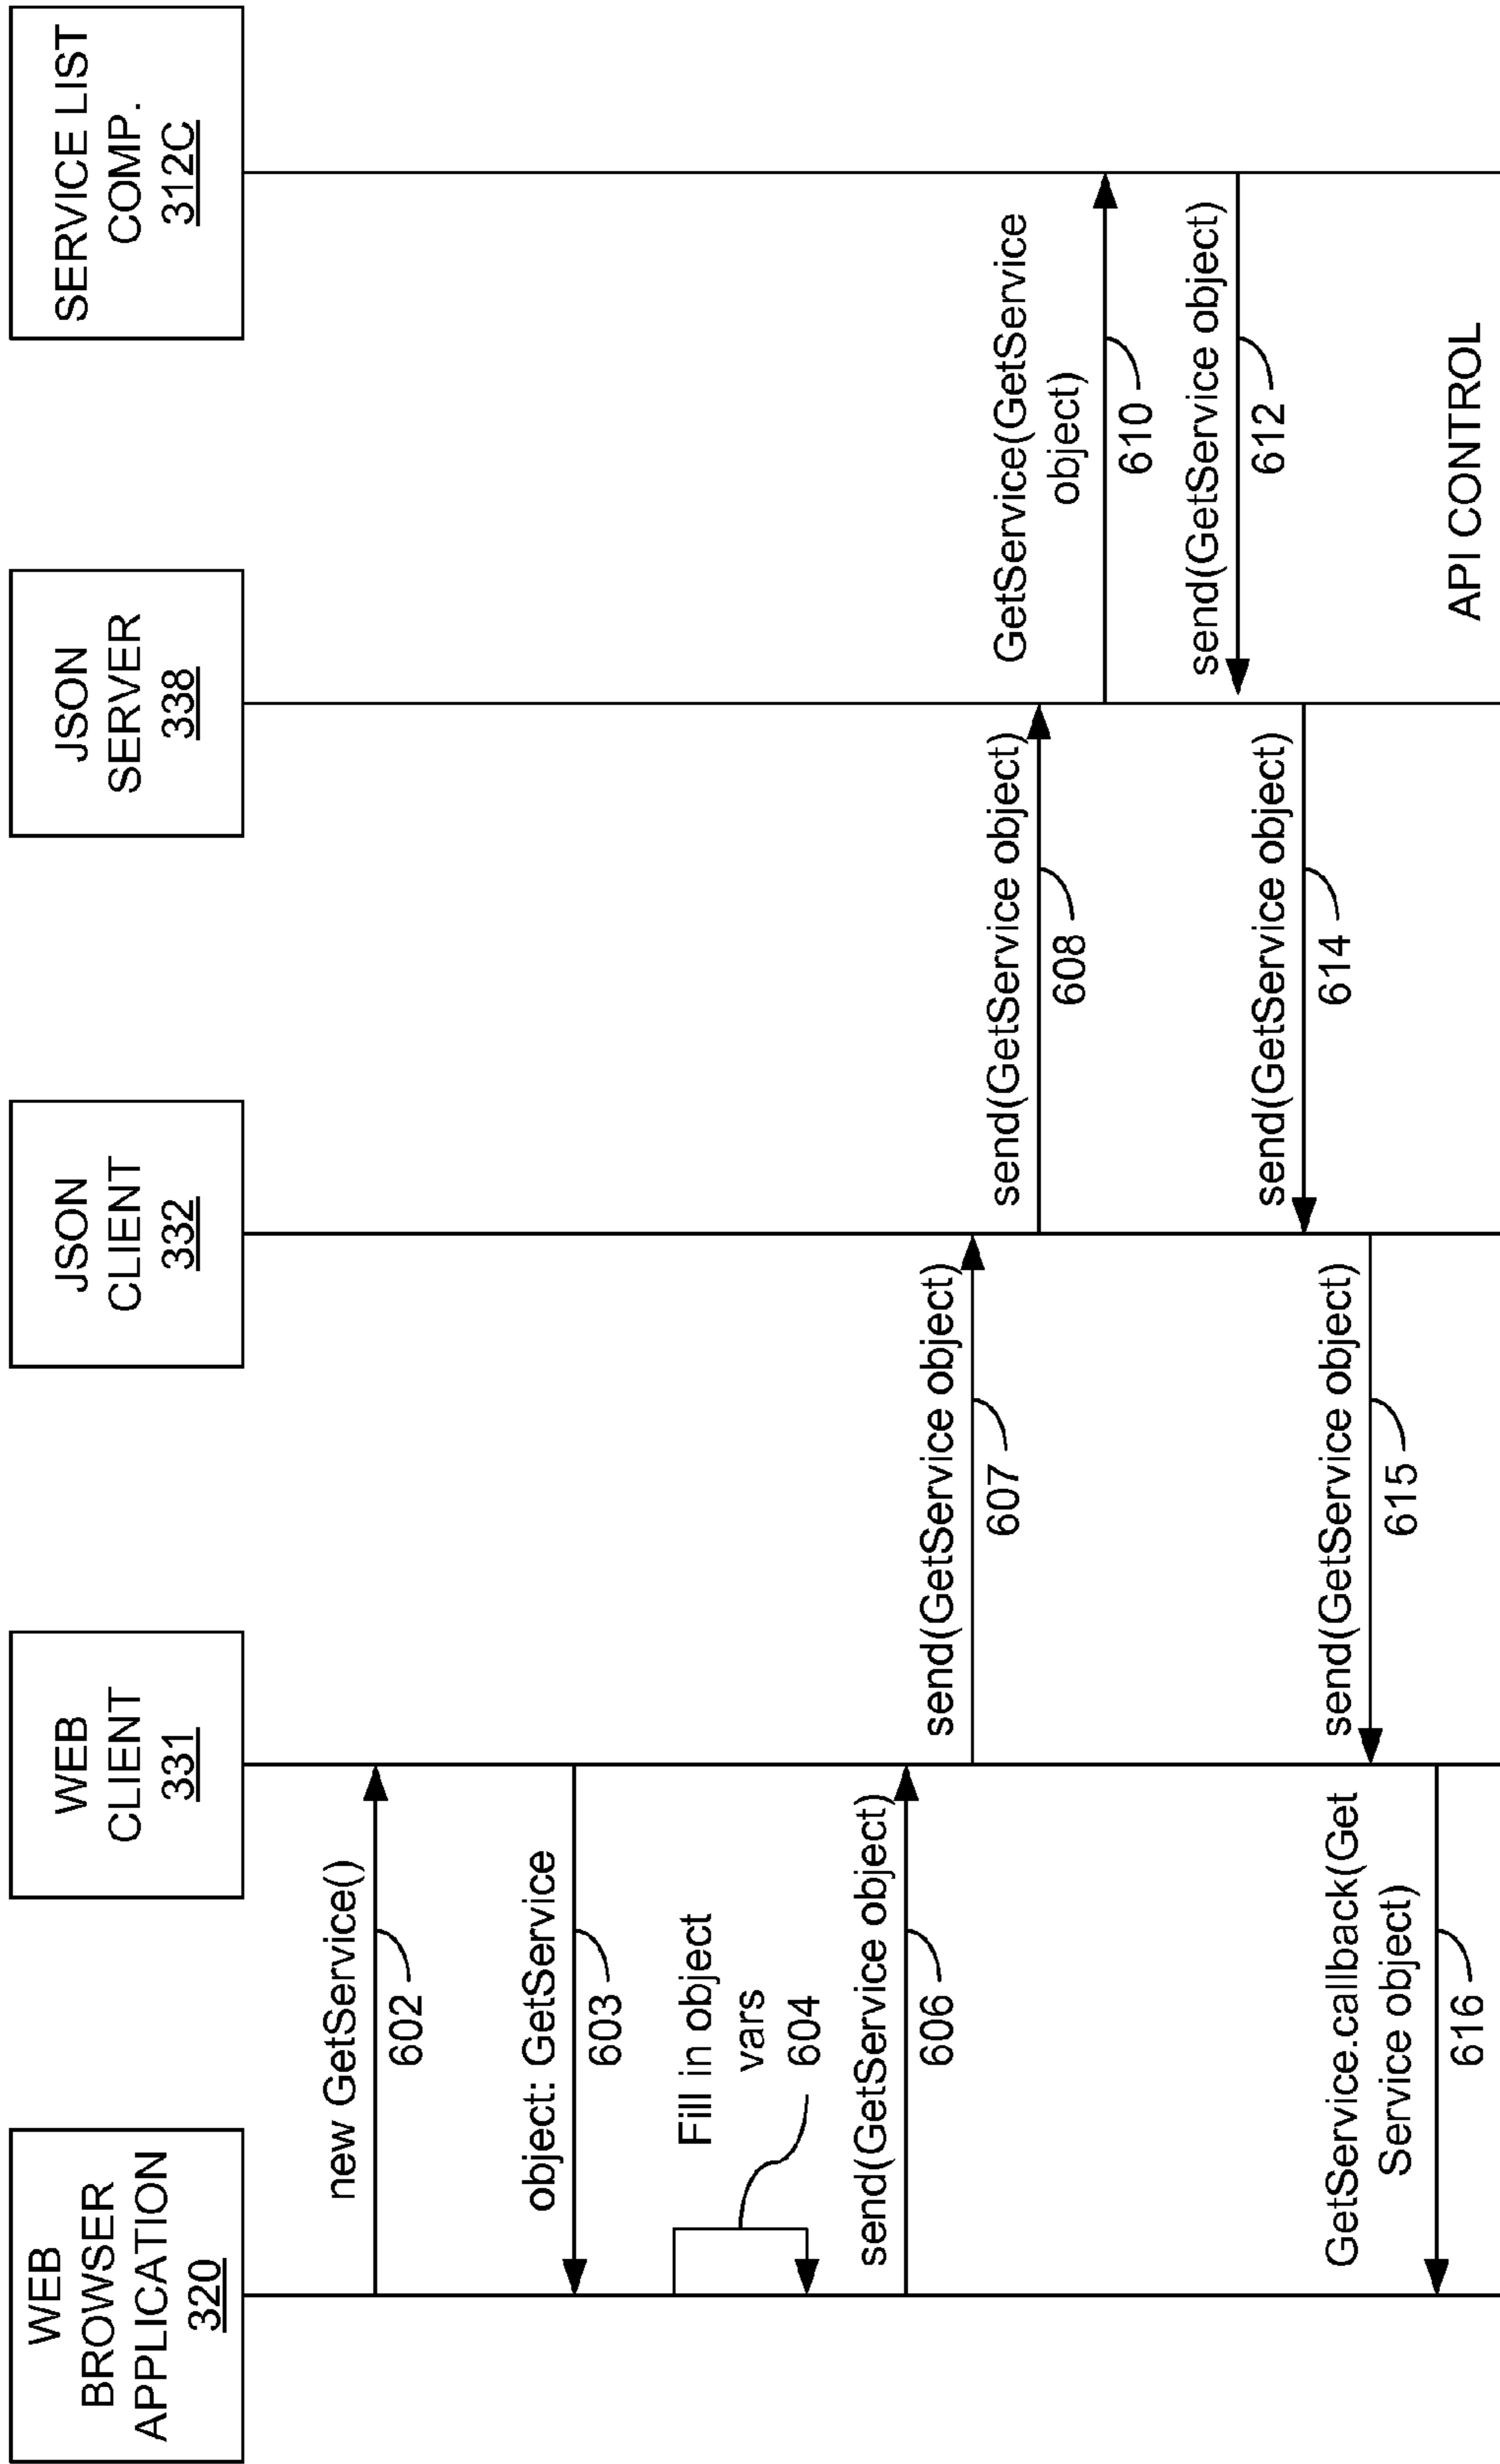 WEB
BROWSER
APPLICATION
320
WEB
CLIENT
331
JSON
CLIENT
332
JSON
SERVER
338
SERVICE LIST
COMP.
312C
new GetService()
602
object: GetService
603
Fill in object
vars
604
send(GetService object)
606
send(GetService object)
607
send(GetService object)
608
GetService(GetService
object)
610
send(GetService object)
612
send(GetService object)
614
send(GetService object)
615
GetService.callback(Get
Service object)
616
API CONTROL